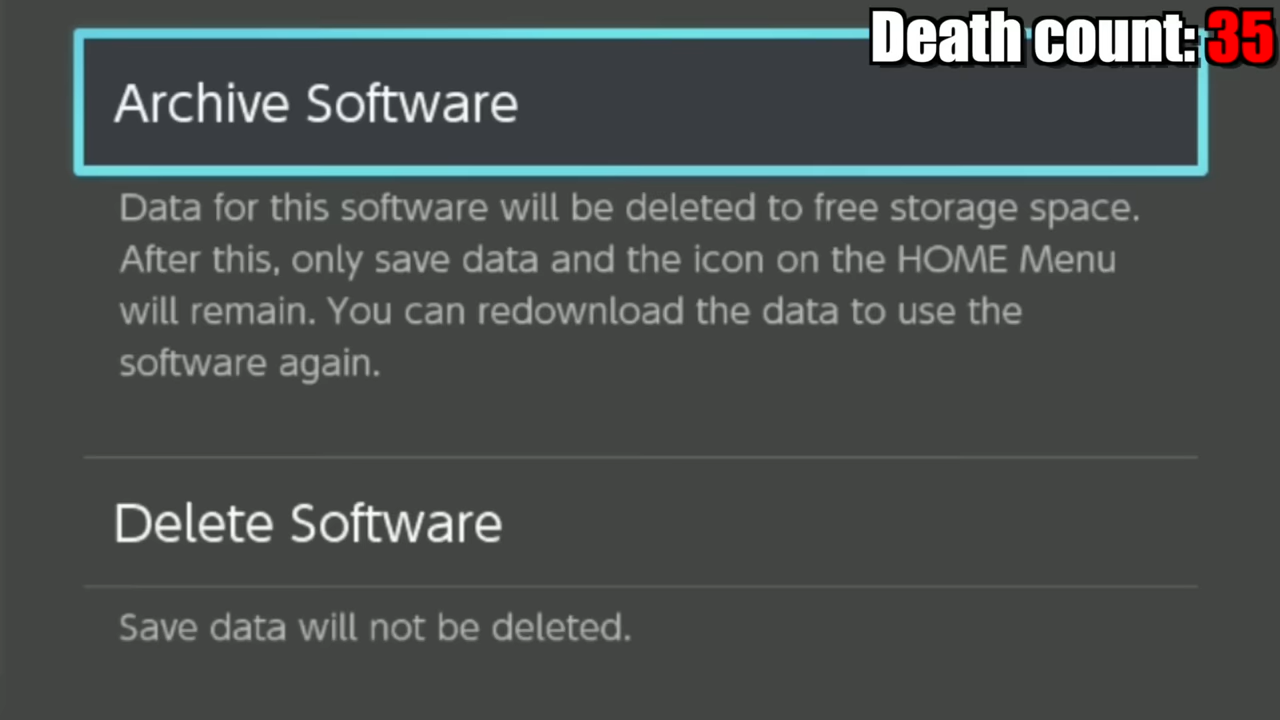 Death count: 35
Archive Software
Data for this software will be deleted to free storage space.
After this, only save data and the icon on the HOME Menu
will remain. You can redownload the data to use the
software again.
Delete Software
Save data will not be deleted.